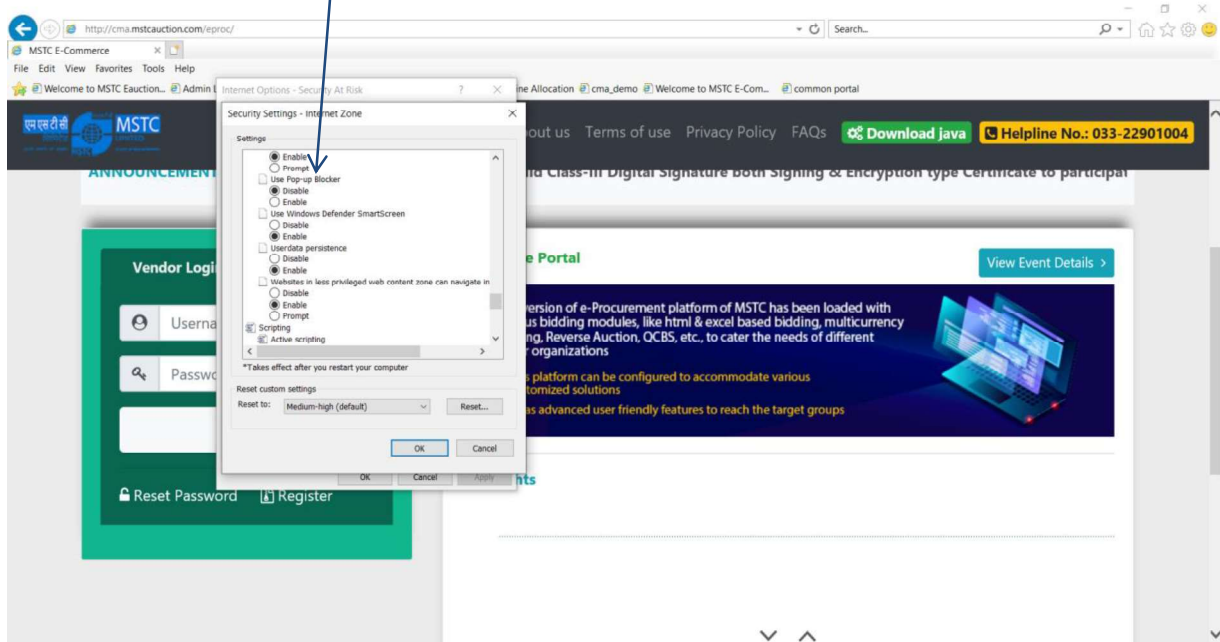 http://cma.mstcauction.com/eproc/
Search...
MSTC E-Commerce
File Edit View Favorites Tools Help
Welcome to MSTC Eauction... Admin L
ine Allocation cma_demo Welcome to MSTC E-Com... common portal
Internet Options - Security At Risk ? ×
Security Settings - Internet Zone ×
Settings
Enable
Prompt
Use Pop-up Blocker
Disable
Enable
Use Windows Defender SmartScreen
Disable
Enable
Userdata persistence
Disable
Enable
Websites in less privileged web content zone can navigate in
Disable
Enable
Prompt
Scripting
Active scripting
*Takes effect after you restart your computer
Reset custom settings
Reset to: Medium-high (default) Reset...
OK Cancel
OK Cancel Apply
एम एस टी सी MSTC
out us Terms of use Privacy Policy FAQs Download java Helpline No.: 033-22901004
ANNOUNCEMENT
id Class-III Digital Signature both Signing & Encryption type Certificate to participat
Vendor Logi
Userna
Passwo
Reset Password Register
e Portal
View Event Details >
version of e-Procurement platform of MSTC has been loaded with
us bidding modules, like html & excel based bidding, multicurrency
ng, Reverse Auction, QCBS, etc., to cater the needs of different
r organizations
s platform can be configured to accommodate various
tomized solutions
as advanced user friendly features to reach the target groups
hts